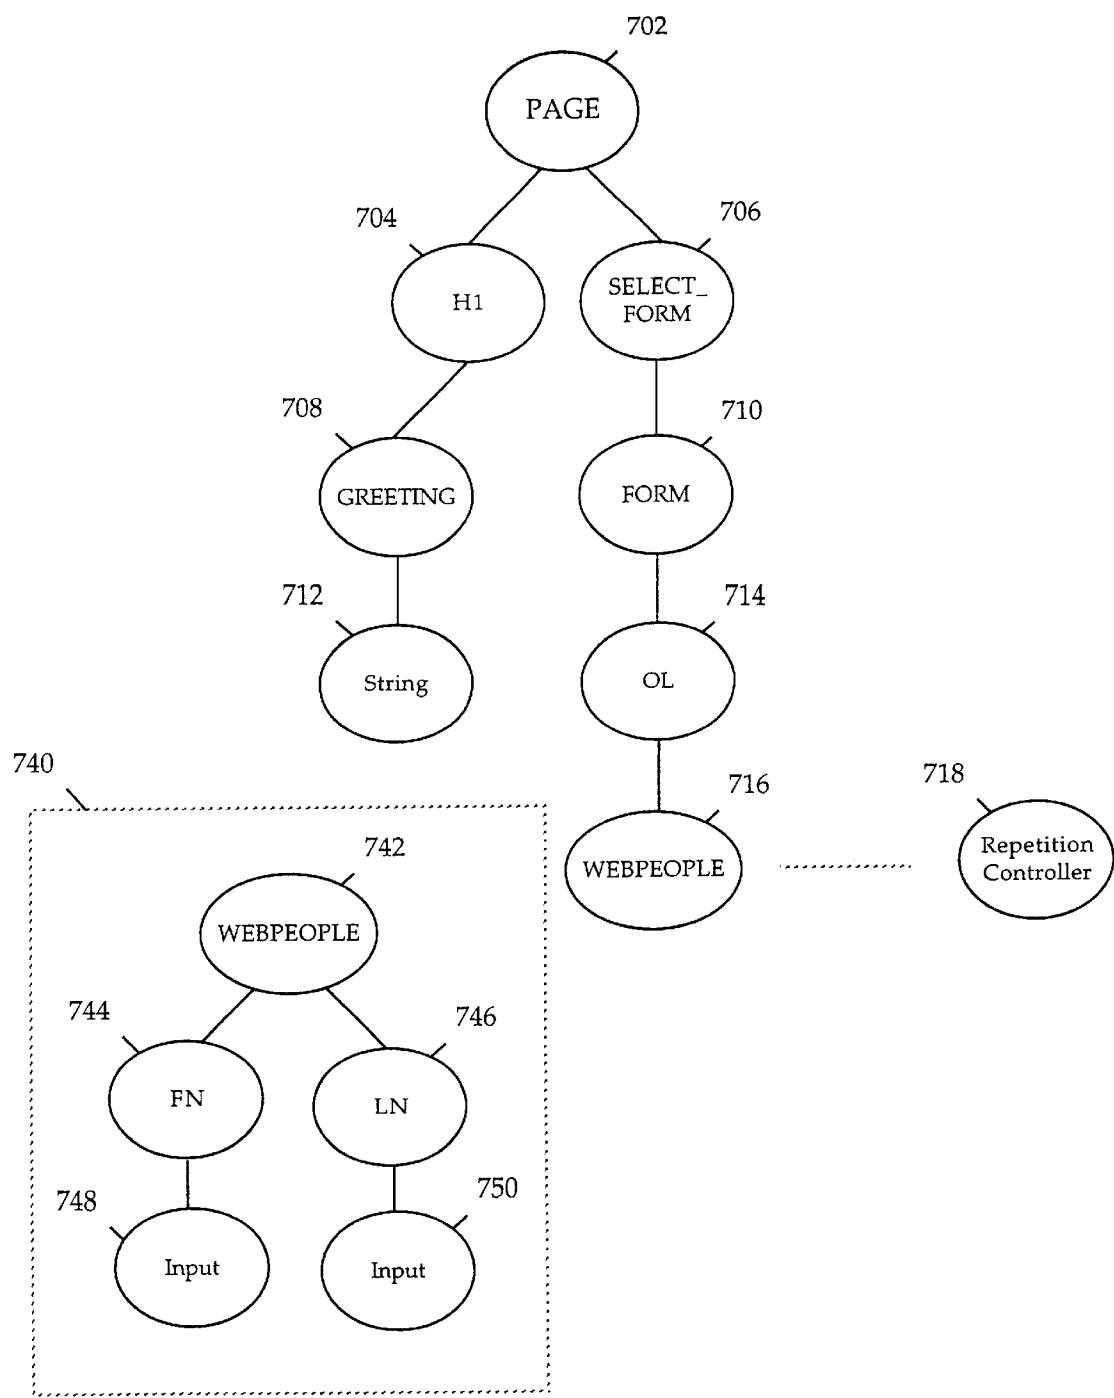 702
PAGE
704
706
H1
SELECT_
FORM
708
710
GREETING
FORM
712
714
String
OL
740
716
718
742
WEBPEOPLE
Repetition
Controller
WEBPEOPLE
744
746
FN
LN
748
750
Input
Input